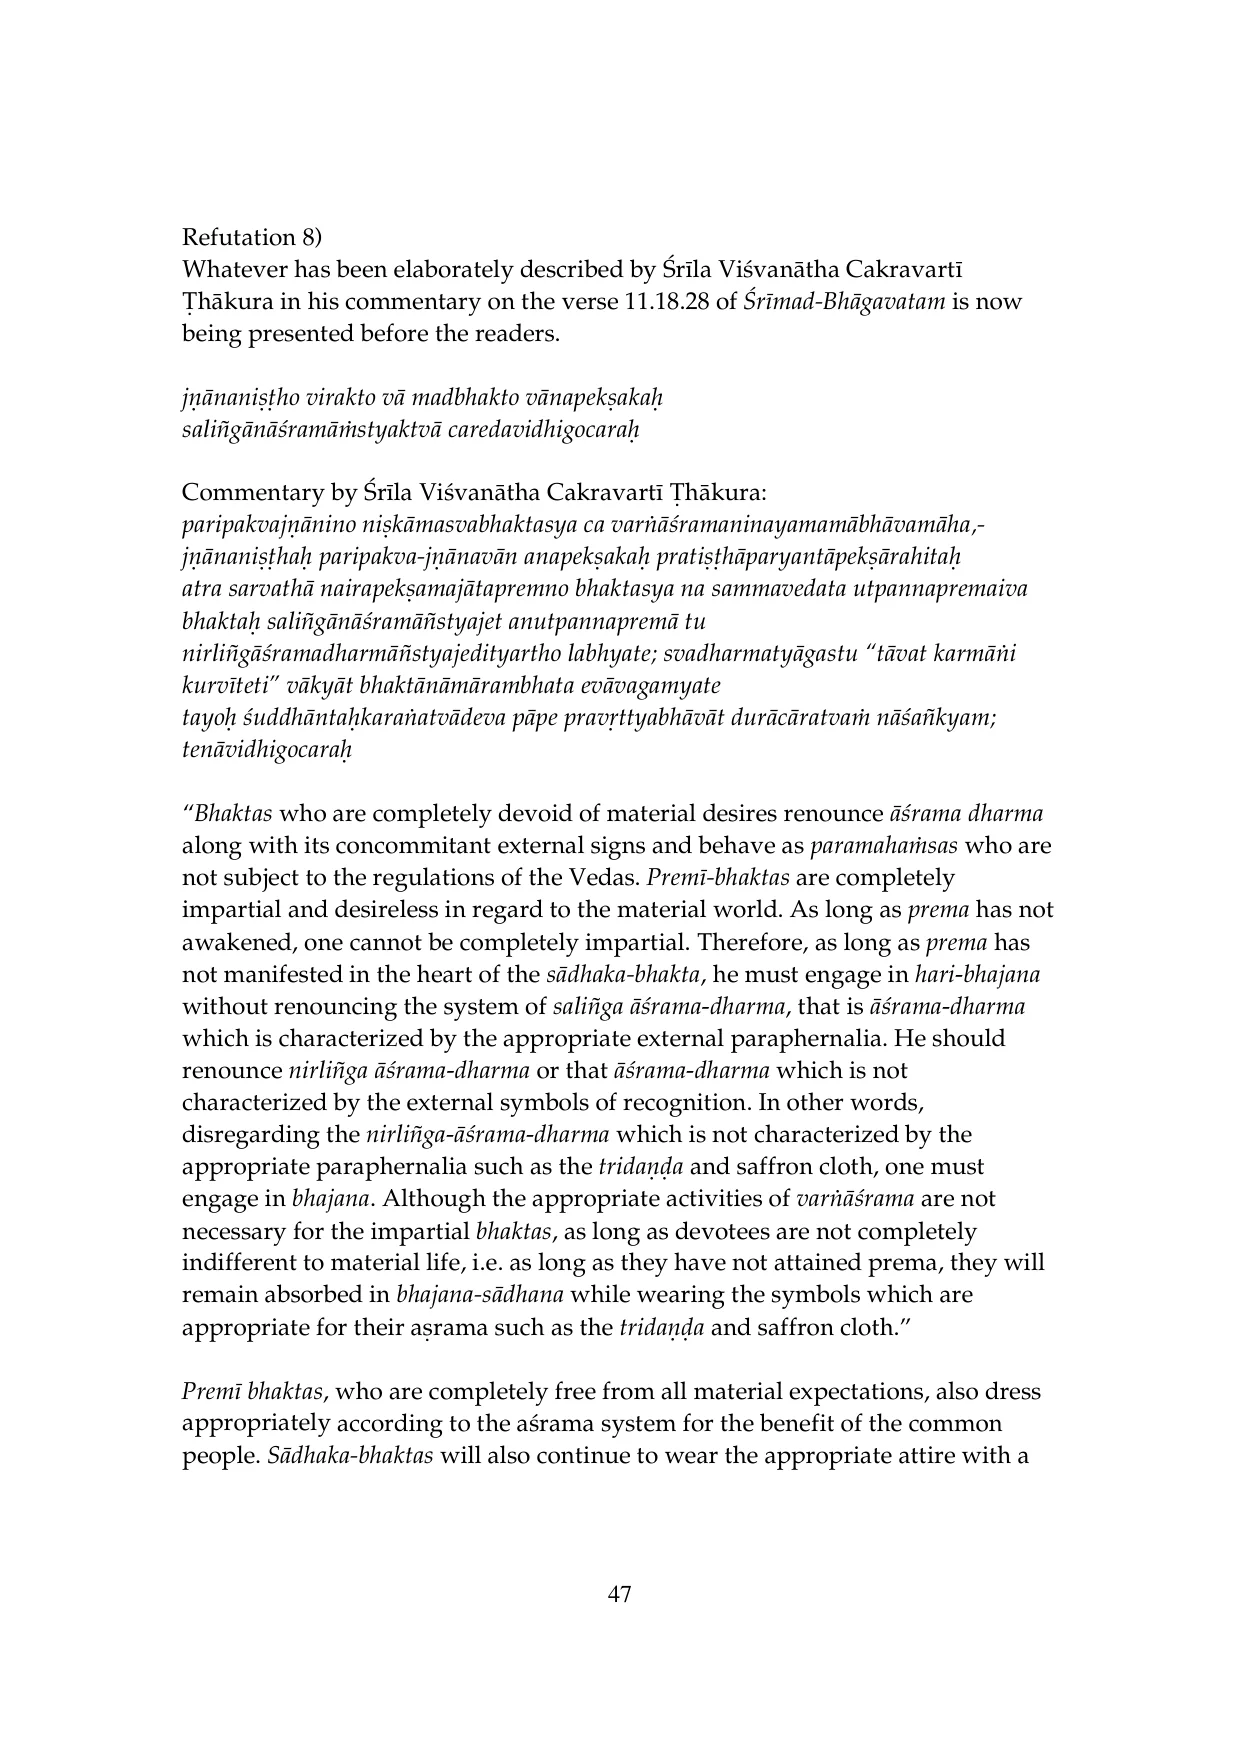 Refutation 8)
Whatever has been elaborately described by Śrīla Viśvanātha Cakravartī
Ṭhākura in his commentary on the verse 11.18.28 of Śrīmad-Bhāgavatam is now
being presented before the readers.
jṇānaniṣṭho virakto vā madbhakto vānapekṣakaḥ
saliñgānāśramāṁstyaktvā caredavidhigocaraḥ
Commentary by Śrīla Viśvanātha Cakravartī Ṭhākura:
paripakvajṇānino niṣkāmasvabhaktasya ca varṅāśramaninayamamābhāvamāha,-
jṇānaniṣṭhaḥ paripakva-jṇānavān anapekṣakaḥ pratiṣṭhāparyantāpekṣārahitaḥ
atra sarvathā nairapekṣamajātapremno bhaktasya na sammavedata utpannapremaiva
bhaktaḥ saliñgānāśramāñstyajet anutpannapremā tu
nirliñgāśramadharmāñstyajedityartho labhyate; svadharmatyāgastu “tāvat karmāṅi
kurvīteti” vākyāt bhaktānāmārambhata evāvagamyate
tayoḥ śuddhāntaḥkaraṅatvādeva pāpe pravṛttyabhāvāt durācāratvaṁ nāśañkyam;
tenāvidhigocaraḥ
“Bhaktas who are completely devoid of material desires renounce āśrama dharma
along with its concommitant external signs and behave as paramahaṁsas who are
not subject to the regulations of the Vedas. Premī-bhaktas are completely
impartial and desireless in regard to the material world. As long as prema has not
awakened, one cannot be completely impartial. Therefore, as long as prema has
not manifested in the heart of the sādhaka-bhakta, he must engage in hari-bhajana
without renouncing the system of saliñga āśrama-dharma, that is āśrama-dharma
which is characterized by the appropriate external paraphernalia. He should
renounce nirliñga āśrama-dharma or that āśrama-dharma which is not
characterized by the external symbols of recognition. In other words,
disregarding the nirliñga-āśrama-dharma which is not characterized by the
appropriate paraphernalia such as the tridaṇḍa and saffron cloth, one must
engage in bhajana. Although the appropriate activities of varṅāśrama are not
necessary for the impartial bhaktas, as long as devotees are not completely
indifferent to material life, i.e. as long as they have not attained prema, they will
remain absorbed in bhajana-sādhana while wearing the symbols which are
appropriate for their aṣrama such as the tridaṇḍa and saffron cloth.”
Premī bhaktas, who are completely free from all material expectations, also dress
appropriately according to the aśrama system for the benefit of the common
people. Sādhaka-bhaktas will also continue to wear the appropriate attire with a
47